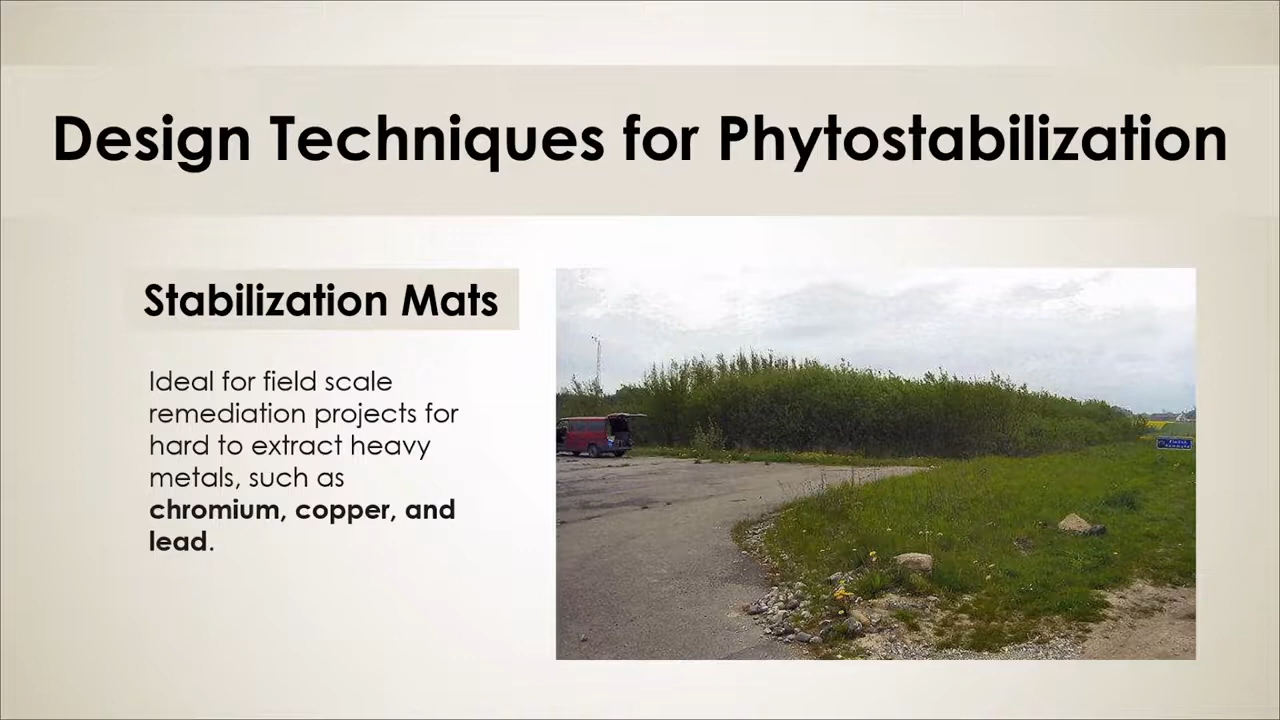 Design Techniques for Phytostabilization
Stabilization Mats
Ideal for field scale
remediation projects for
hard to extract heavy
metals, such as
chromium, copper, and
lead.